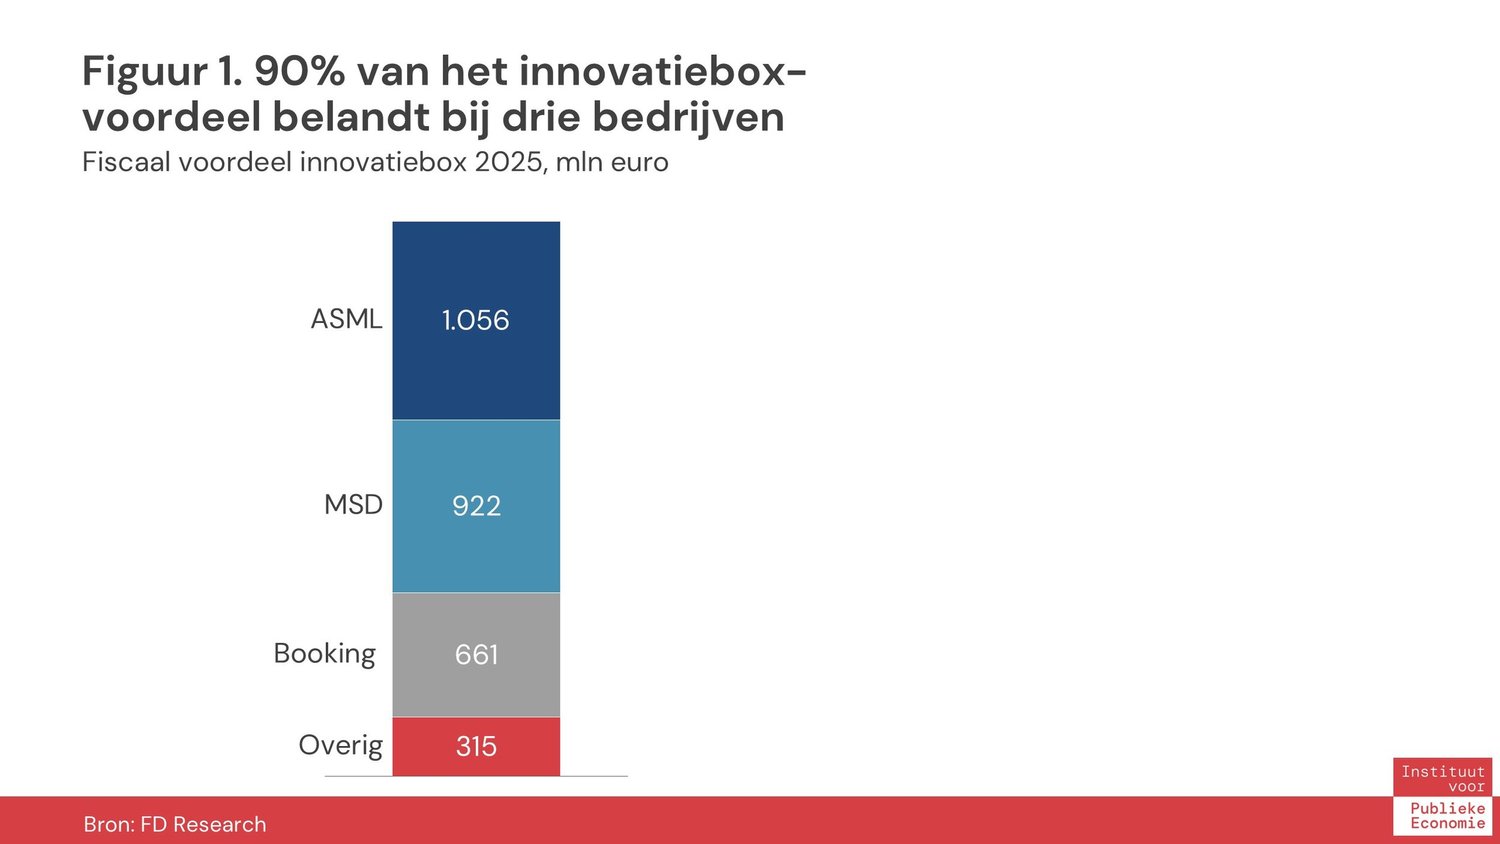 Figuur 1. 90% van het innovatiebox-
voordeel belandt bij drie bedrijven
Fiscaal voordeel innovatiebox 2025, mln euro
ASML 1.056
MSD 922
Booking 661
Overig 315
Bron: FD Research
Instituut
voor
Publieke
Economie